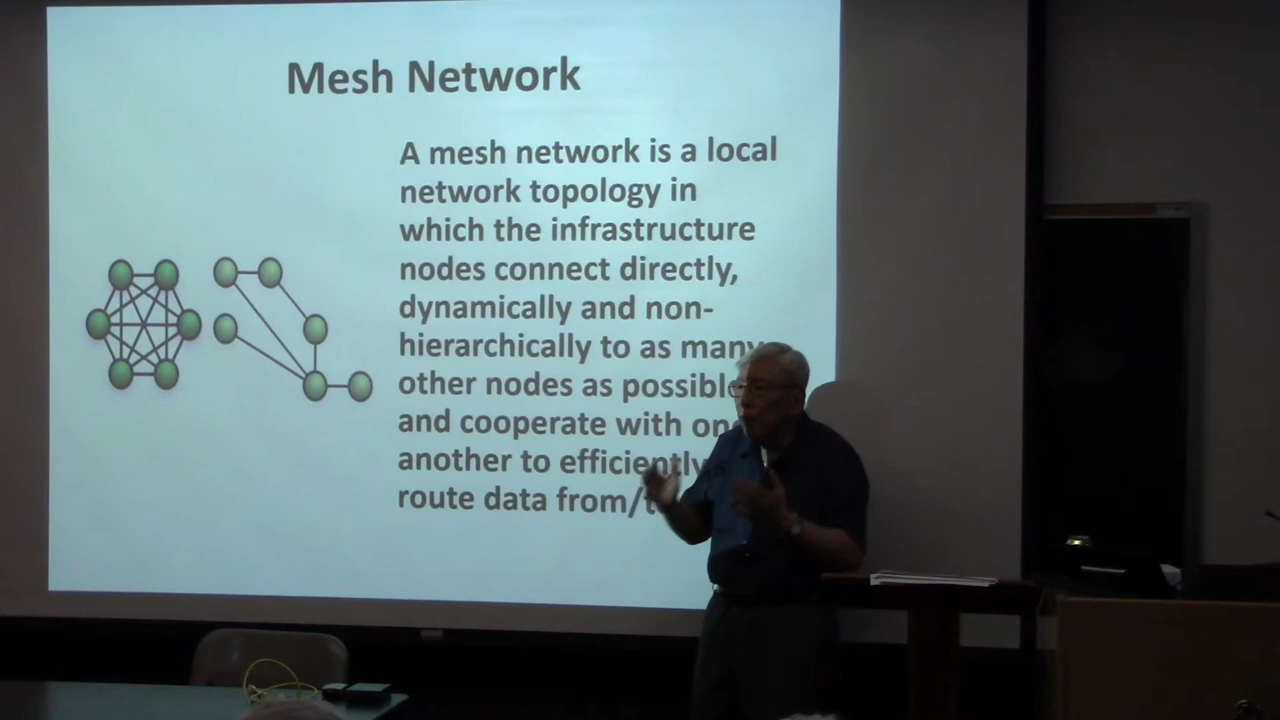 Mesh Network
A mesh network is a local
network topology in
which the infrastructure
nodes connect directly,
dynamically and non-
hierarchically to as many
other nodes as possible
and cooperate with one
another to efficiently
route data from/